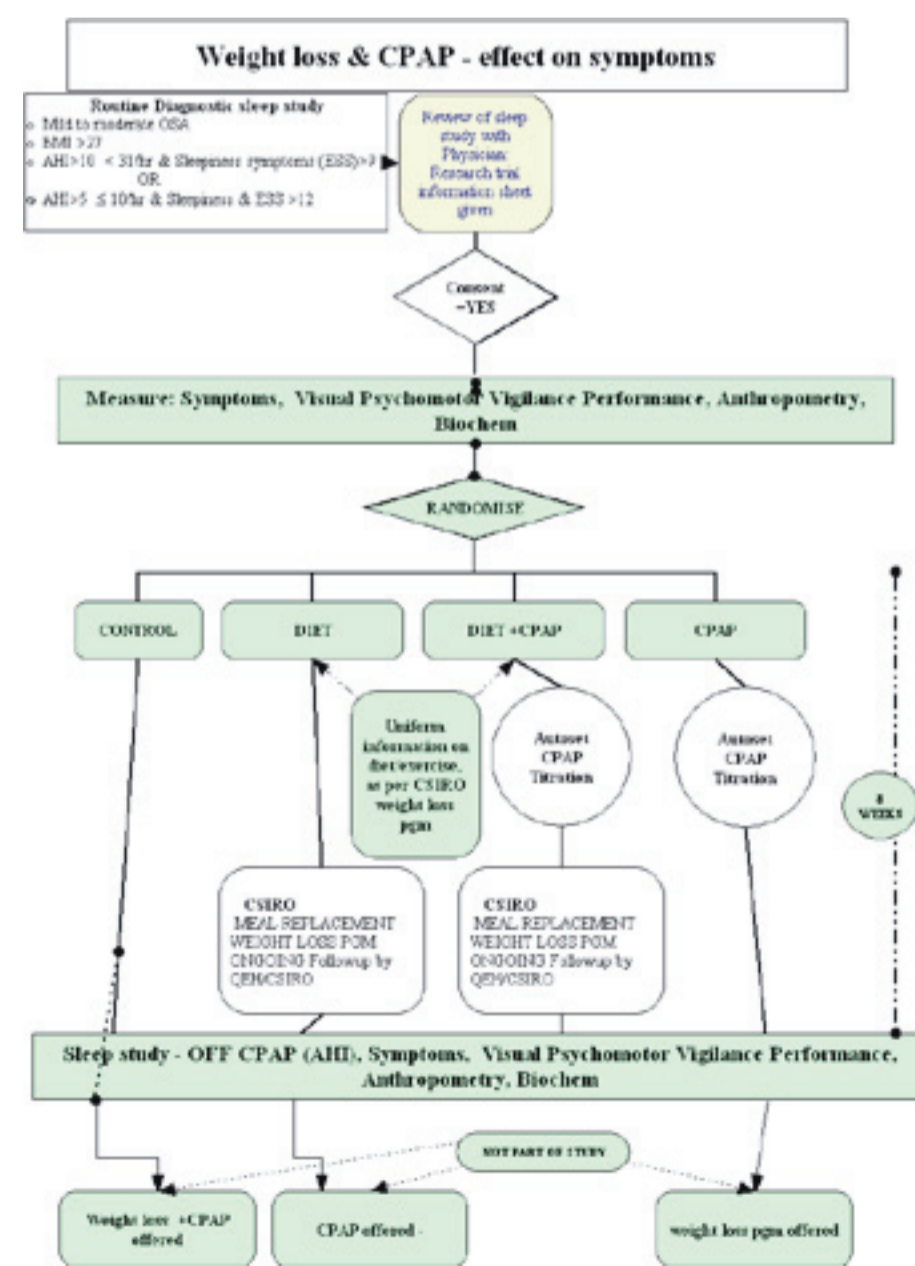 Weight loss & CPAP - effect on symptoms
Routine Diagnostic sleep study
o Mild to moderate OSA
o BMI >27
o AHI>10 < 31/hr & Sleepiness symptoms (ESS)>9
OR
o AHI>5 ≤ 10/hr & Sleepiness & ESS >12
Review of sleep
study with
Physician:
Research trial
information sheet
given
Consent
=YES
Measure: Symptoms, Visual Psychomotor Vigilance Performance, Anthropometry,
Biochem
RANDOMISE
CONTROL
DIET
DIET +CPAP
CPAP
Uniform
information on
diet/exercise,
as per CSIRO
weight loss
pgm
Autoset
CPAP
Titration
Autoset
CPAP
Titration
8
WEEKS
CSIRO
MEAL REPLACEMENT
WEIGHT LOSS PGM
ONGOING Followup by
QEH/CSIRO
CSIRO
MEAL REPLACEMENT
WEIGHT LOSS PGM
ONGOING Followup by
QEH/CSIRO
Sleep study - OFF CPAP (AHI), Symptoms, Visual Psychomotor Vigilance Performance,
Anthropometry, Biochem
NOT PART OF STUDY
Weight loss +CPAP
offered
CPAP offered -
weight loss pgm offered